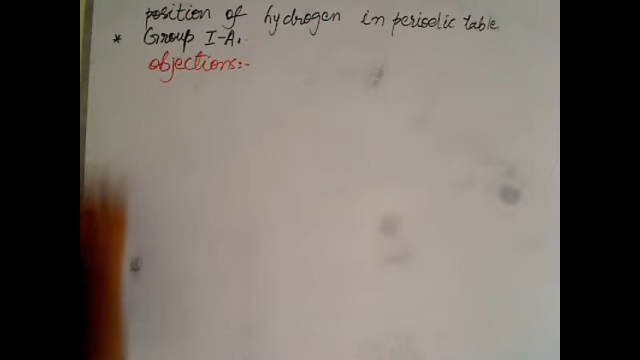 position of hydrogen in periodic table
* Group I-A.
objections:-